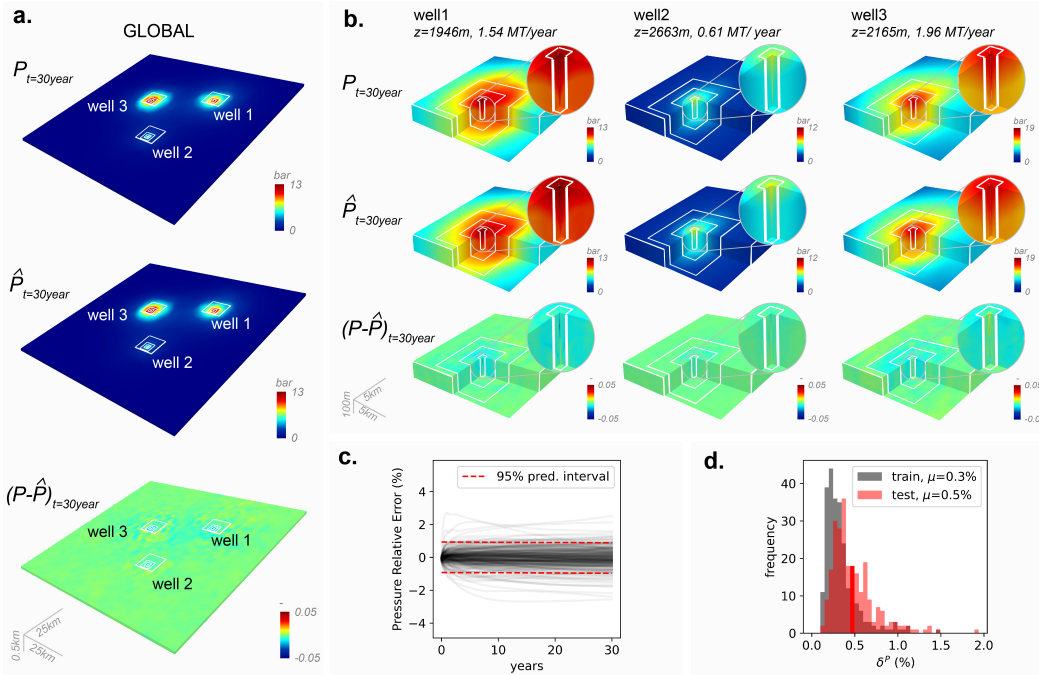 a.
GLOBAL
P t=30year
well 3
well 1
well 2
bar
13
0
P̂ t=30year
well 3
well 1
well 2
bar
13
0
(P-P̂) t=30year
well 3
well 1
well 2
0.5km
25km
25km
0.05
-0.05
b.
well1
z=1946m, 1.54 MT/year
well2
z=2663m, 0.61 MT/ year
well3
z=2165m, 1.96 MT/year
P t=30year
bar
13
0
bar
12
0
bar
12
0
P̂ t=30year
bar
13
0
bar
19
0
bar
19
0
(P-P̂) t=30year
100m
5km
5km
-
0.05
-0.05
-
0.05
-0.05
-
0.05
-0.0
c.
95% pred. interval
Pressure Relative Error (%)
4
2
0
−2
−4
0
10
20
30
years
d.
train, μ=0.3%
test, μ=0.5%
frequency
40
30
20
10
0
0.0
0.5
1.0
1.5
2.0
δᴾ (%)